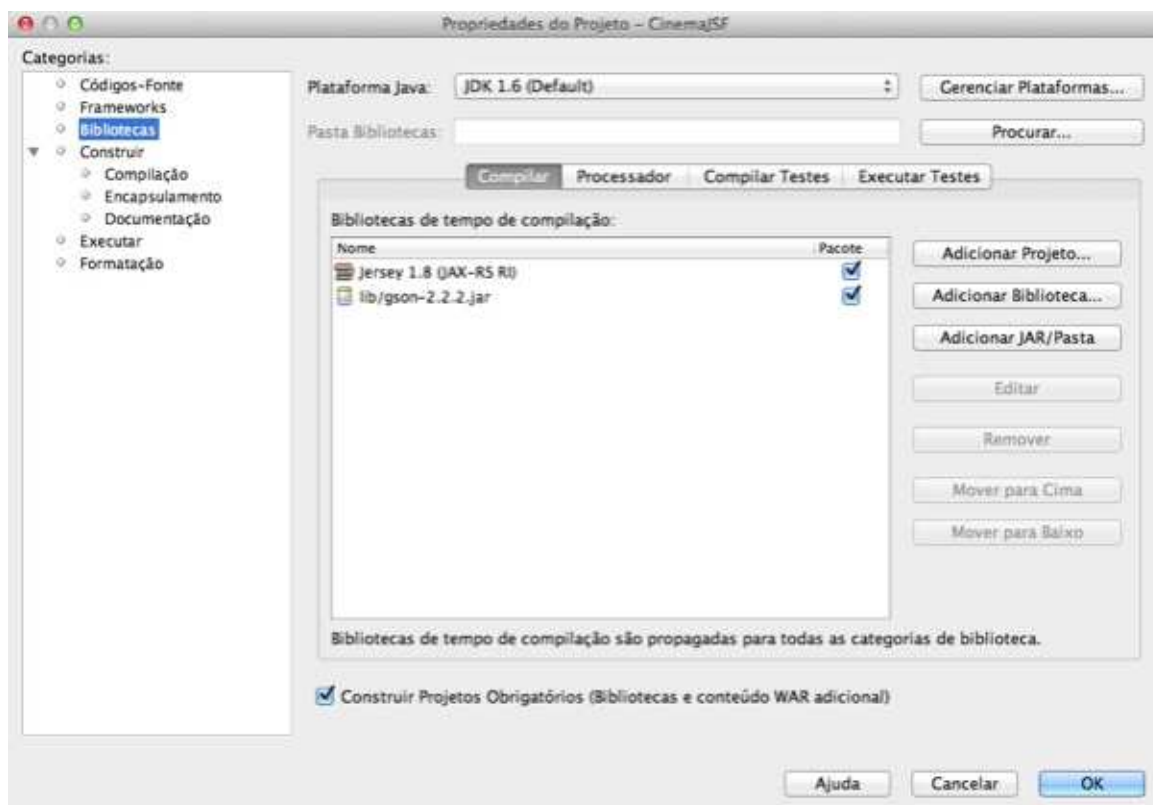 Propriedades do Projeto – CinemaJSF
Categorias:
Códigos-Fonte
Frameworks
Bibliotecas
Construir
Compilação
Encapsulamento
Documentação
Executar
Formatação
Plataforma Java: JDK 1.6 (Default) Gerenciar Plataformas...
Pasta Bibliotecas: Procurar...
Compilar Processador Compilar Testes Executar Testes
Bibliotecas de tempo de compilação:
Nome Pacote
Jersey 1.8 (JAX-RS RI)
lib/gson-2.2.2.jar
Adicionar Projeto...
Adicionar Biblioteca...
Adicionar JAR/Pasta
Editar
Remover
Mover para Cima
Mover para Baixo
Bibliotecas de tempo de compilação são propagadas para todas as categorias de biblioteca.
Construir Projetos Obrigatórios (Bibliotecas e conteúdo WAR adicional)
Ajuda Cancelar OK